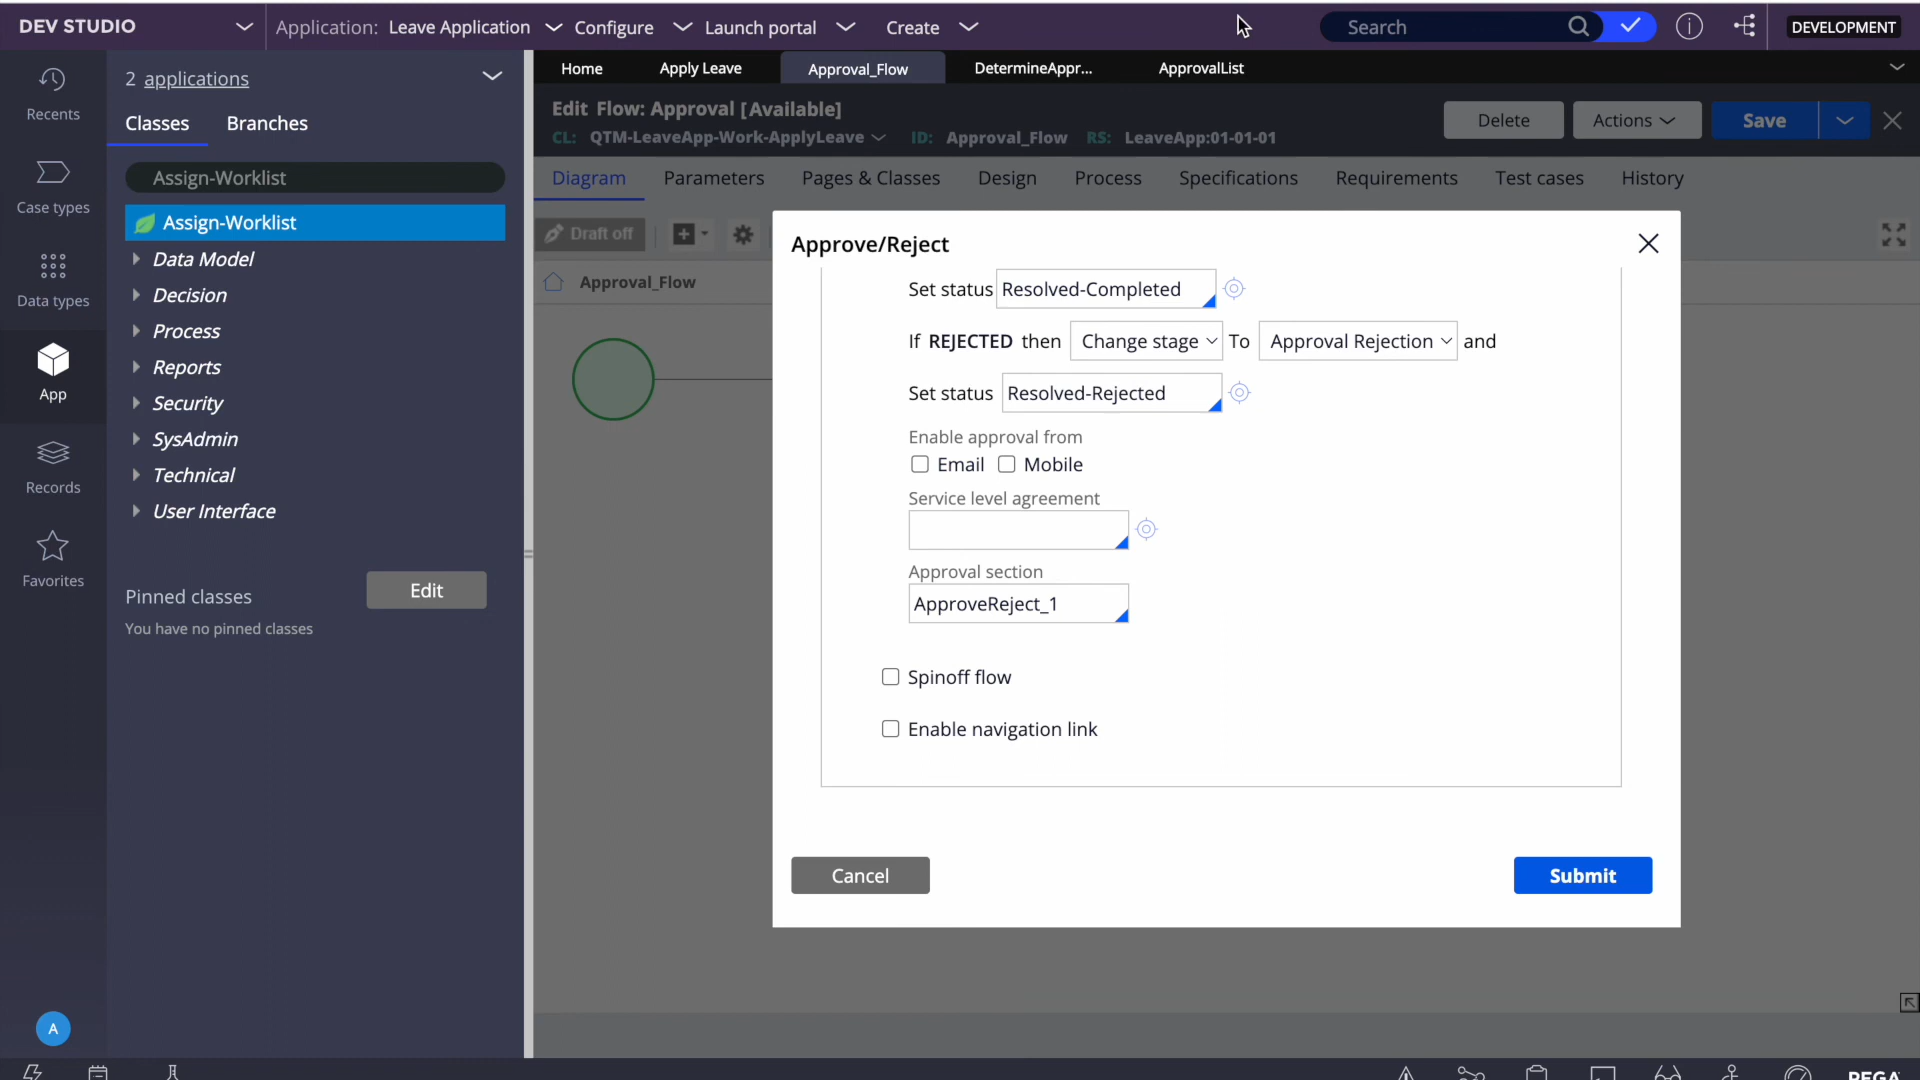 DEV STUDIO
Application: Leave Application
Configure
Launch portal
Create
Search
DEVELOPMENT
Recents
Case types
Data types
App
Records
Favorites
A
2 applications
Classes
Branches
Assign-Worklist
Assign-Worklist
Data Model
Decision
Process
Reports
Security
SysAdmin
Technical
User Interface
Pinned classes
Edit
You have no pinned classes
Home
Apply Leave
Approval_Flow
DetermineAppr...
ApprovalList
Edit Flow: Approval [Available]
CL: QTM-LeaveApp-Work-ApplyLeave ID: Approval_Flow RS: LeaveApp:01-01-01
Delete
Actions
Save
Diagram
Parameters
Pages & Classes
Design
Process
Specifications
Requirements
Test cases
History
Draft off
Approval_Flow
Approve/Reject
Set status Resolved-Completed
If REJECTED then Change stage To Approval Rejection and
Set status Resolved-Rejected
Enable approval from
Email Mobile
Service level agreement
Approval section
ApproveReject_1
Spinoff flow
Enable navigation link
Cancel
Submit
PEGA